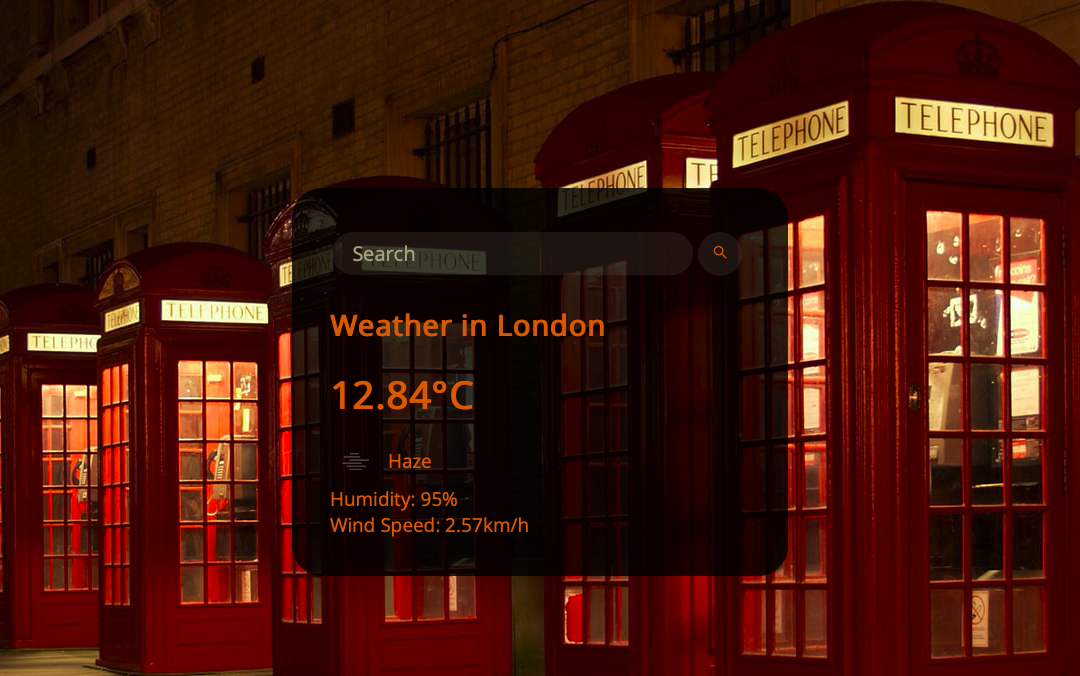 TELEPHONE
TELEPHONE
TELEPHONE
TE
TELEPHONE
Search
TELEPHONE
TELEPHONE
TELEPHONE
Weather in London
12.84°C
Haze
Humidity: 95%
Wind Speed: 2.57km/h